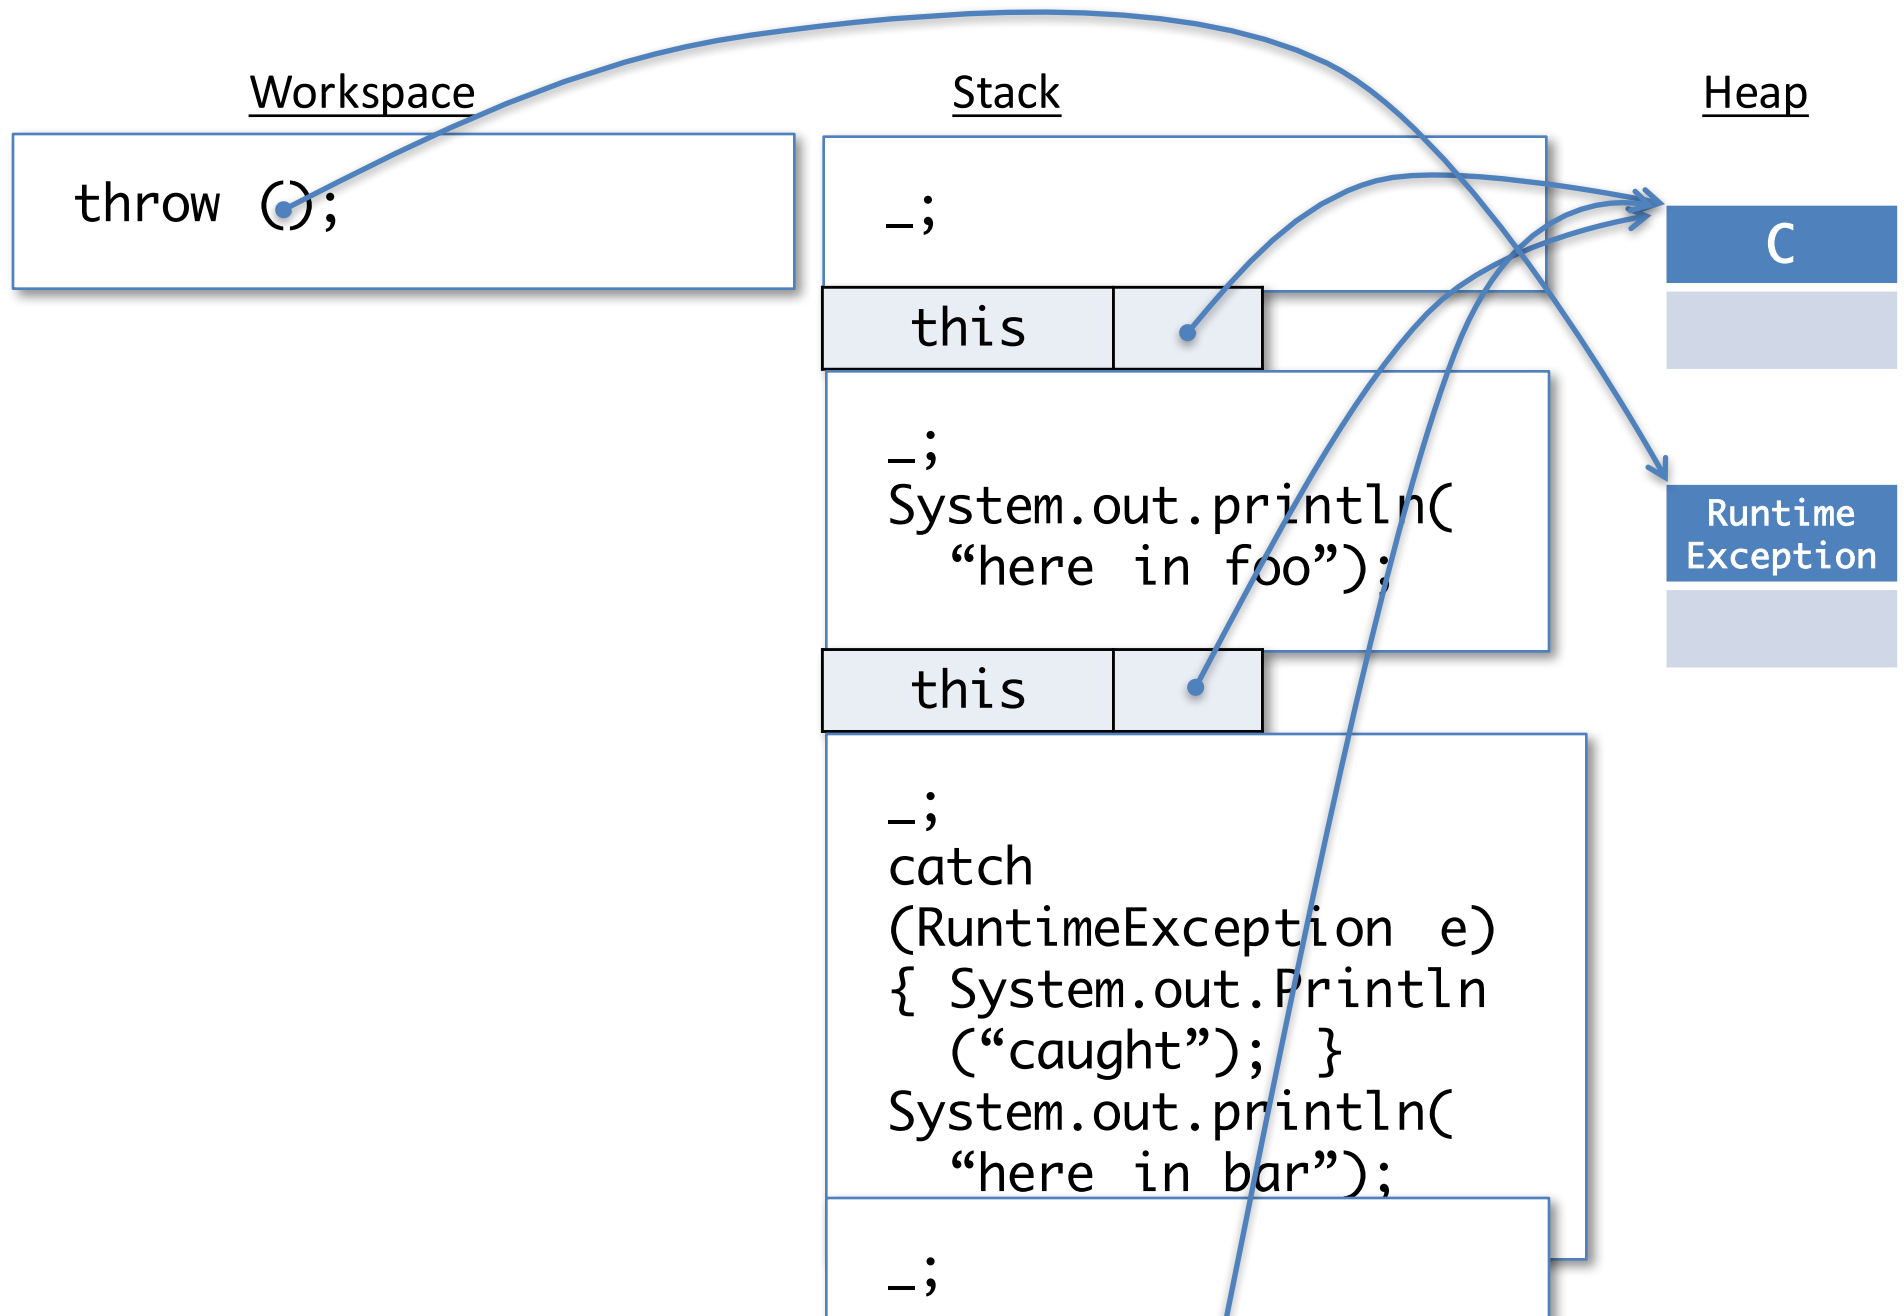 Workspace
Stack
Heap
throw ();
_;
C
this
_;
System.out.println(
“here in foo”);
Runtime
Exception
this
_;
catch
(RuntimeException e)
{ System.out.Println
(“caught”); }
System.out.println(
“here in bar”);
_;